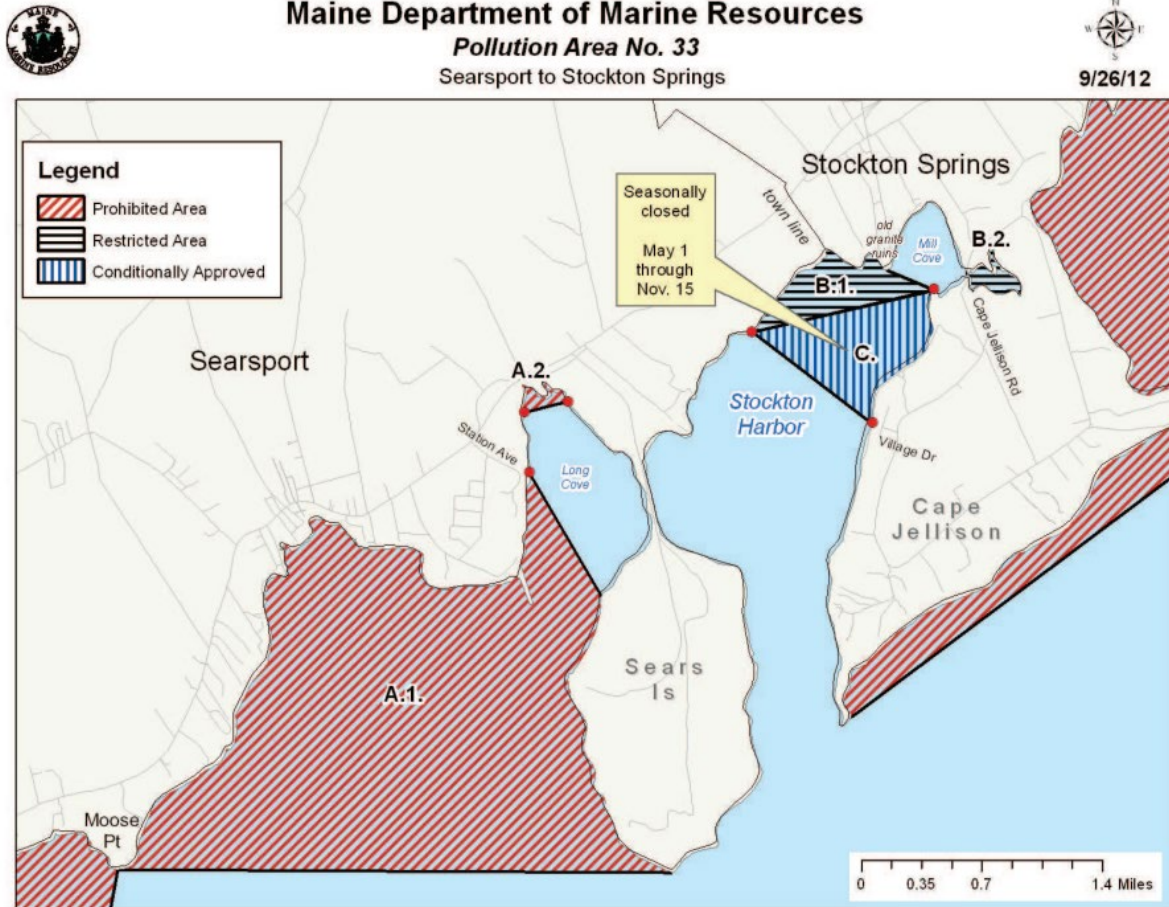 Maine Department of Marine Resources
Pollution Area No. 33
Searsport to Stockton Springs
MAINE
MARINE RESOURCES
N
W
E
S
9/26/12
Legend
Prohibited Area
Restricted Area
Conditionally Approved
Seasonally
closed
May 1
through
Nov. 15
Stockton Springs
town line
old
granite
ruins
Mill
Cove
B.2.
B.1.
C.
Cape Jellison Rd
Searsport
A.2.
Station Ave
Long
Cove
Stockton
Harbor
Village Dr
Cape
Jellison
Sears
Is
A.1.
Moose
Pt
0 0.35 0.7 1.4 Miles